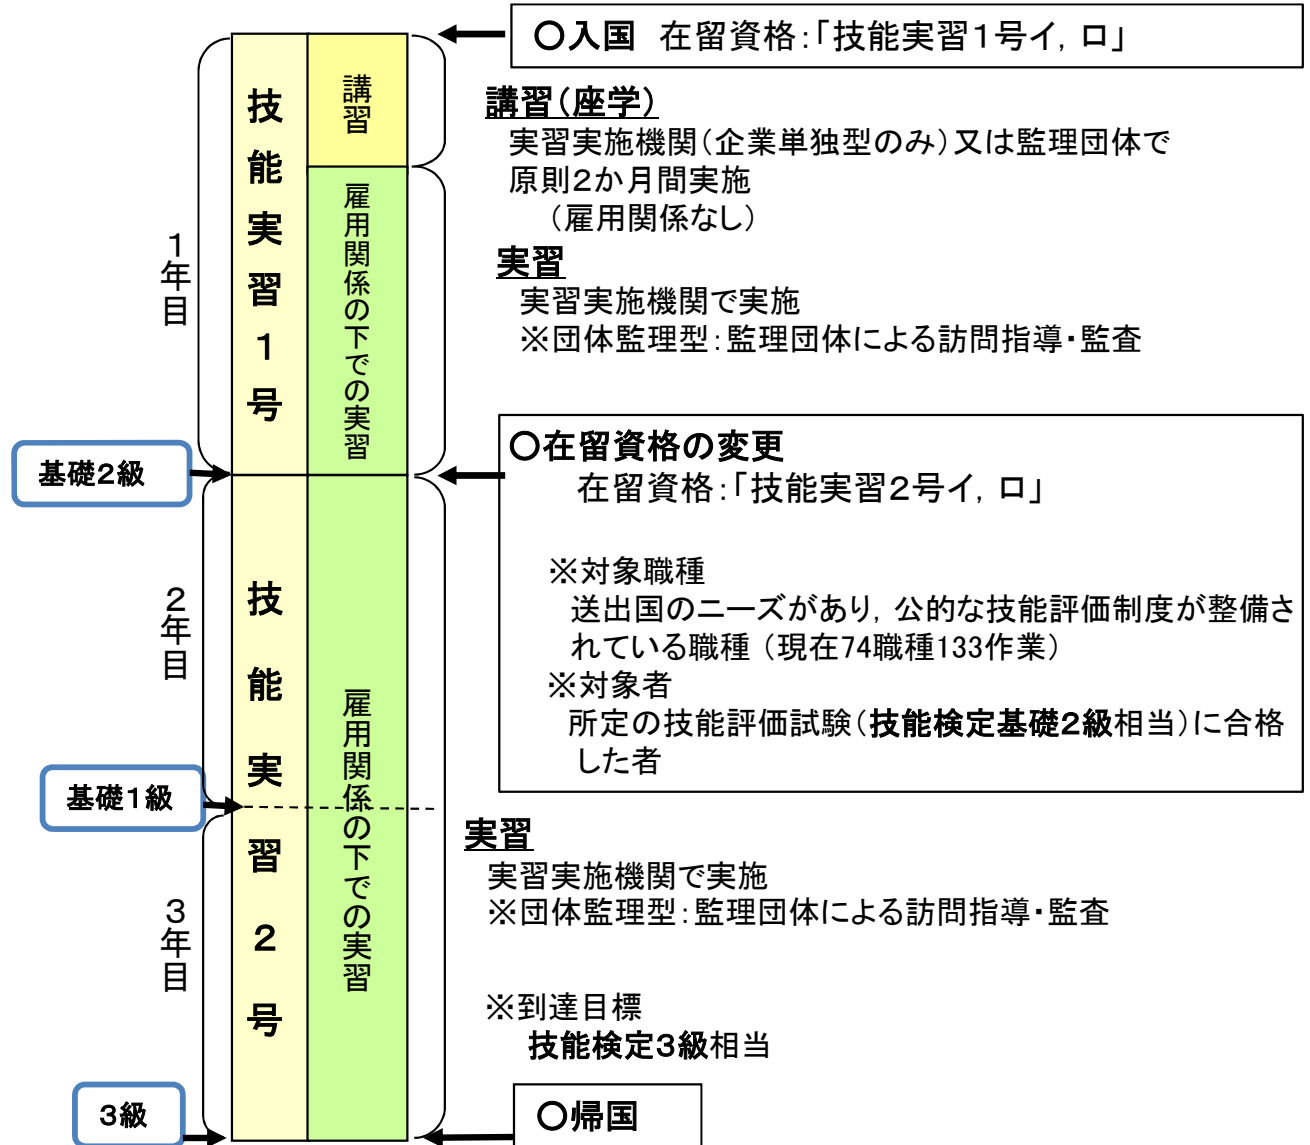 ○入国　在留資格：「技能実習１号イ，ロ」
講習（座学）
実習実施機関（企業単独型のみ）又は監理団体で
原則２か月間実施
（雇用関係なし）
実習
実習実施機関で実施
※団体監理型：監理団体による訪問指導・監査
技能実習１号
講習
雇用関係の下での実習
１年目
基礎２級
○在留資格の変更
在留資格：「技能実習２号イ，ロ」
※対象職種
送出国のニーズがあり，公的な技能評価制度が整備さ
れている職種（現在74職種133作業）
※対象者
所定の技能評価試験（技能検定基礎２級相当）に合格
した者
２年目
技能実習２号
雇用関係の下での実習
基礎１級
３年目
実習
実習実施機関で実施
※団体監理型：監理団体による訪問指導・監査
※到達目標
技能検定３級相当
３級
○帰国